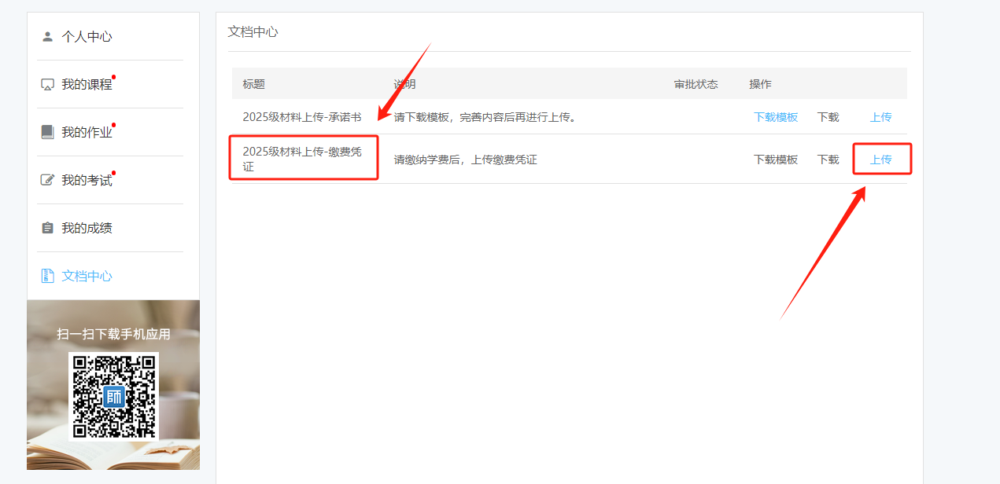 个人中心
我的课程
我的作业
我的考试
我的成绩
文档中心
扫一扫下载手机应用
師
文档中心
标题 说明 审批状态 操作
2025级材料上传-承诺书 请下载模板，完善内容后再进行上传。 下载模板 下载 上传
2025级材料上传-缴费凭
证
请缴纳学费后，上传缴费凭证 下载模板 下载 上传